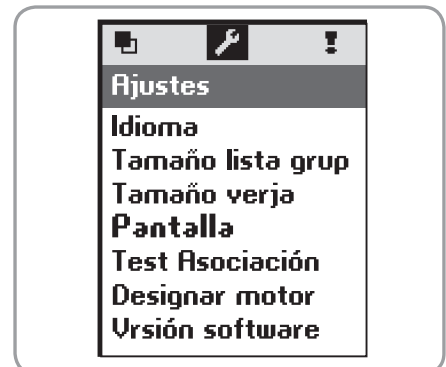 Ajustes
Idioma
Tamaño lista grup
Tamaño verja
Pantalla
Test Asociación
Designar motor
Vrsión software